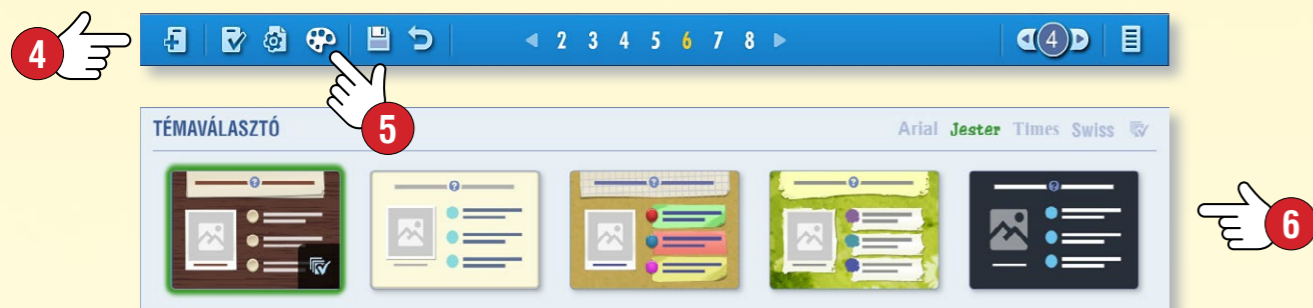 4
2 3 4 5 6 7 8
4
5
TÉMAVÁLASZTÓ
Arial Jester Times Swiss
? ? ? ? ?
6